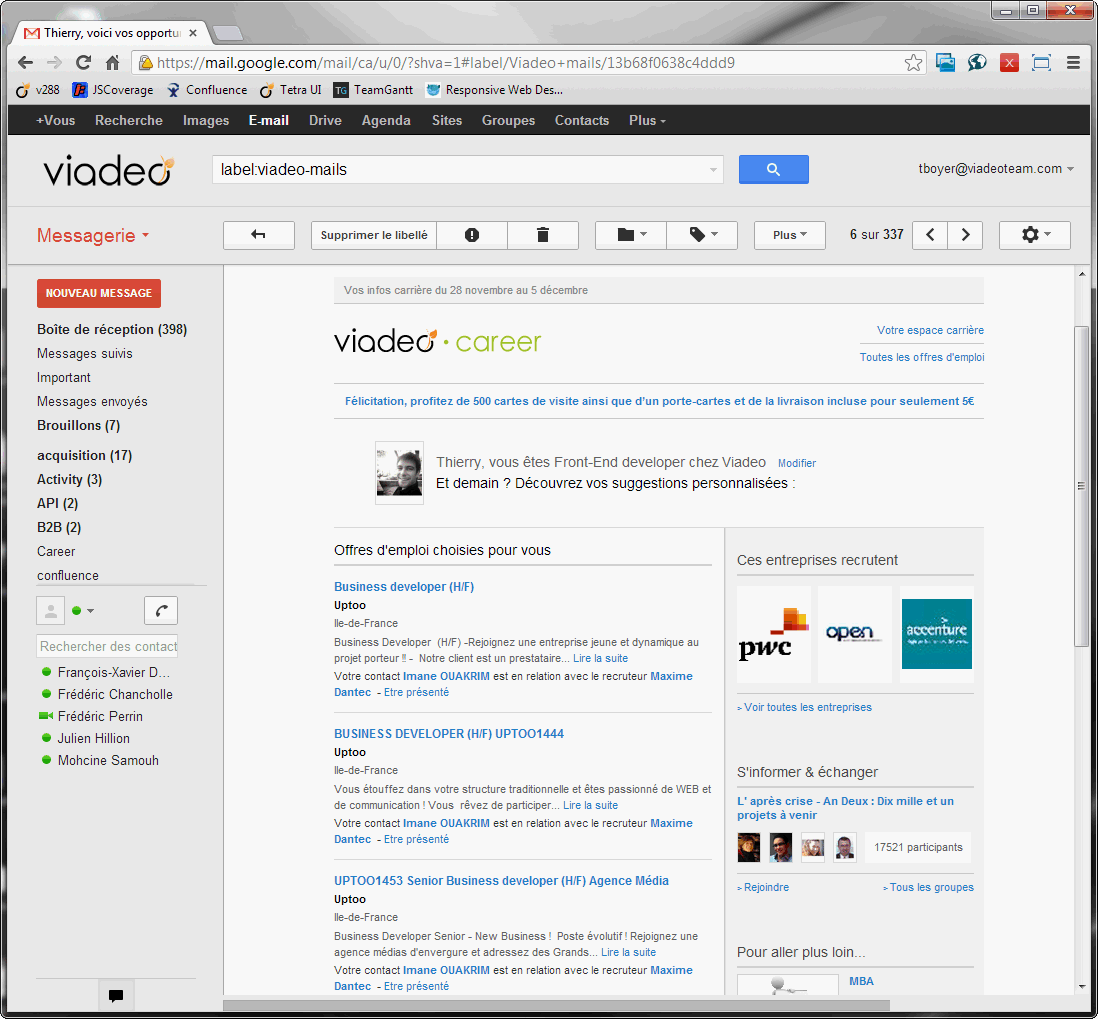 Thierry, voici vos opportu
https://mail.google.com/mail/ca/u/0/?shva=1#label/Viadeo+mails/13b68f0638c4ddd9
v288 JSCoverage Confluence Tetra UI TG TeamGantt Responsive Web Des...
+Vous Recherche Images E-mail Drive Agenda Sites Groupes Contacts Plus
viadeo label:viadeo-mails tboyer@viadeoteam.com
Messagerie Supprimer le libellé Plus 6 sur 337
NOUVEAU MESSAGE
Boîte de réception (398)
Messages suivis
Important
Messages envoyés
Brouillons (7)
acquisition (17)
Activity (3)
API (2)
B2B (2)
Career
confluence
Rechercher des contact
François-Xavier D...
Frédéric Chancholle
Frédéric Perrin
Julien Hillion
Mohcine Samouh
Vos infos carrière du 28 novembre au 5 décembre
viadeo · career
Votre espace carrière
Toutes les offres d'emploi
Félicitation, profitez de 500 cartes de visite ainsi que d'un porte-cartes et de la livraison incluse pour seulement 5€
Thierry, vous êtes Front-End developer chez Viadeo Modifier
Et demain ? Découvrez vos suggestions personnalisées :
Offres d'emploi choisies pour vous
Business developer (H/F)
Uptoo
Ile-de-France
Business Developer (H/F) -Rejoignez une entreprise jeune et dynamique au
projet porteur !! - Notre client est un prestataire... Lire la suite
Votre contact Imane OUAKRIM est en relation avec le recruteur Maxime
Dantec - Etre présenté
BUSINESS DEVELOPER (H/F) UPTOO1444
Uptoo
Ile-de-France
Vous étouffez dans votre structure traditionnelle et êtes passionné de WEB et
de communication ! Vous rêvez de participer... Lire la suite
Votre contact Imane OUAKRIM est en relation avec le recruteur Maxime
Dantec - Etre présenté
UPTOO1453 Senior Business developer (H/F) Agence Média
Uptoo
Ile-de-France
Business Developer Senior - New Business ! Poste évolutif ! Rejoignez une
agence médias d'envergure et adressez des Grands... Lire la suite
Votre contact Imane OUAKRIM est en relation avec le recruteur Maxime
Dantec - Etre présenté
Ces entreprises recrutent
pwc open accenture
> Voir toutes les entreprises
S'informer & échanger
L' après crise - An Deux : Dix mille et un
projets à venir
17521 participants
> Rejoindre > Tous les groupes
Pour aller plus loin...
MBA